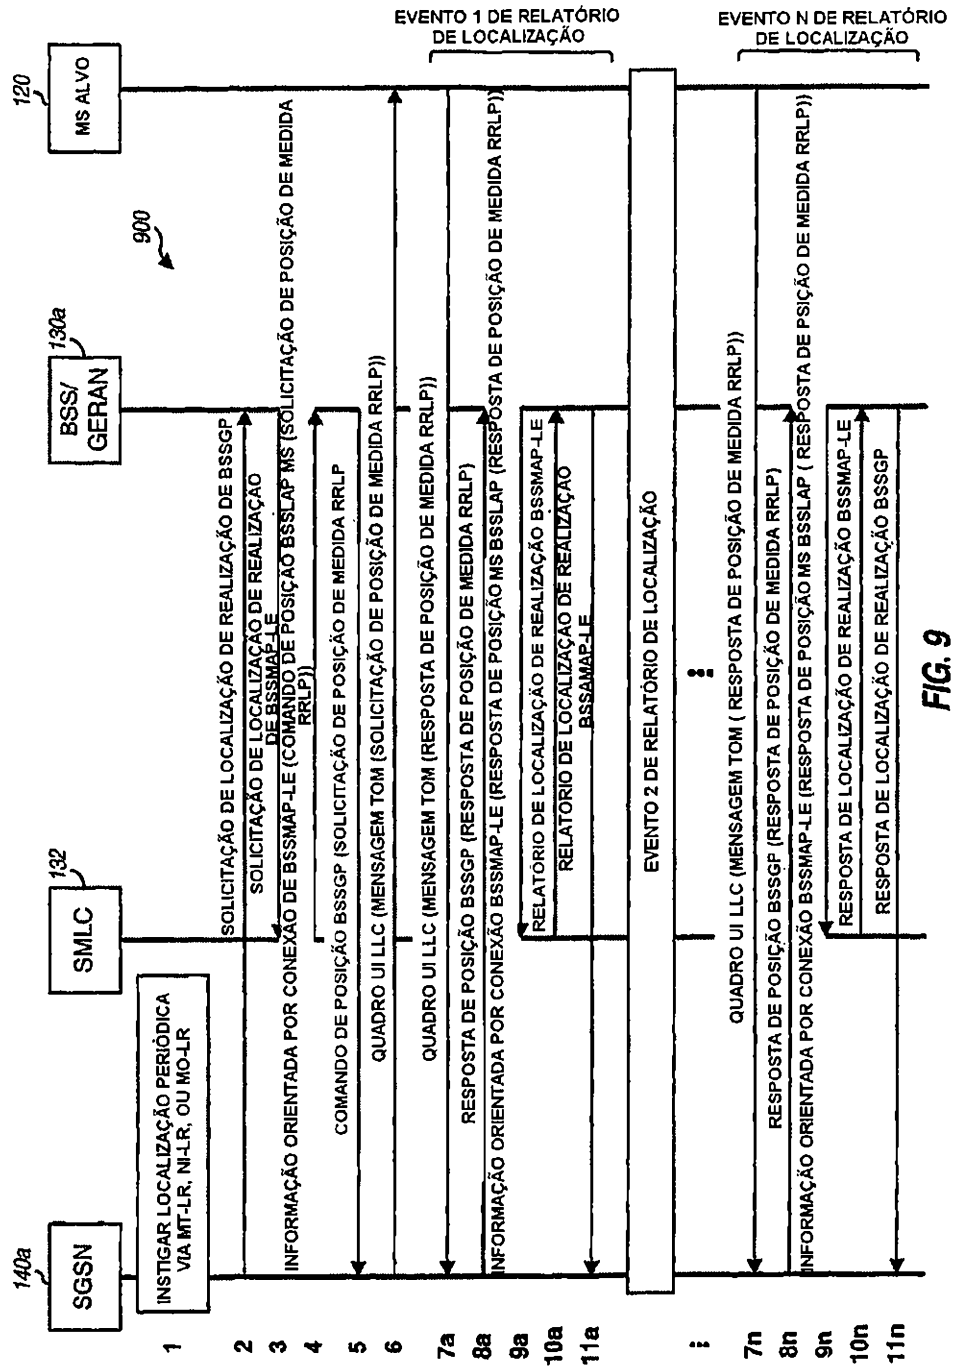 SGSN
140a
SMLC
132
BSS/
GERAN
130a
MS ALVO
120
900
1
INSTIGAR LOCALIZAÇÃO PERIÓDICA
VIA MT-LR, NI-LR, OU MO-LR
2
SOLICITAÇÃO DE LOCALIZAÇÃO DE REALIZAÇÃO DE BSSGP
3
SOLICITAÇÃO DE LOCALIZAÇÃO DE REALIZAÇÃO
DE BSSMAP-LE
4
INFORMAÇÃO ORIENTADA POR CONEXÃO DE BSSMAP-LE (COMANDO DE POSIÇÃO BSSLAP MS (SOLICITAÇÃO DE POSIÇÃO DE MEDIDA
RRLP))
5
COMANDO DE POSIÇÃO BSSGP (SOLICITAÇÃO DE POSIÇÃO DE MEDIDA RRLP
6
QUADRO UI LLC (MENSAGEM TOM (SOLICITAÇÃO DE POSIÇÃO DE MEDIDA RRLP))
EVENTO 1 DE RELATÓRIO
DE LOCALIZAÇÃO
7a
QUADRO UI LLC (MENSAGEM TOM (RESPOSTA DE POSIÇÃO DE MEDIDA RRLP))
8a
RESPOSTA DE POSIÇÃO BSSGP (RESPOSTA DE POSIÇÃO DE MEDIDA RRLP)
9a
INFORMAÇÃO ORIENTADA POR CONEXÃO BSSMAP-LE (RESPOSTA DE POSIÇÃO MS BSSLAP (RESPOSTA DE POSIÇÃO DE MEDIDA RRLP))
10a
RELATÓRIO DE LOCALIZAÇÃO DE REALIZAÇÃO BSSMAP-LE
11a
RELATORIO DE LOCALIZAÇÃO DE REALIZAÇÃO
BSSAMAP-LE
EVENTO 2 DE RELATÓRIO DE LOCALIZAÇÃO
EVENTO N DE RELATÓRIO
DE LOCALIZAÇÃO
7n
QUADRO UI LLC (MENSAGEM TOM ( RESPOSTA DE POSIÇÃO DE MEDIDA RRLP))
8n
RESPOSTA DE POSIÇÃO BSSGP (RESPOSTA DE POSIÇÃO DE MEDIDA RRLP)
9n
INFORMAÇÃO ORIENTADA POR CONEXÃO BSSMAP-LE (RESPOSTA DE POSIÇÃO MS BSSLAP ( RESPOSTA DE PSIÇÃO DE MEDIDA RRLP))
10n
RESPOSTA DE LOCALIZAÇÃO DE REALIZAÇÃO BSSMAP-LE
11n
RESPOSTA DE LOCALIZAÇÃO DE REALIZAÇÃO BSSGP
FIG. 9